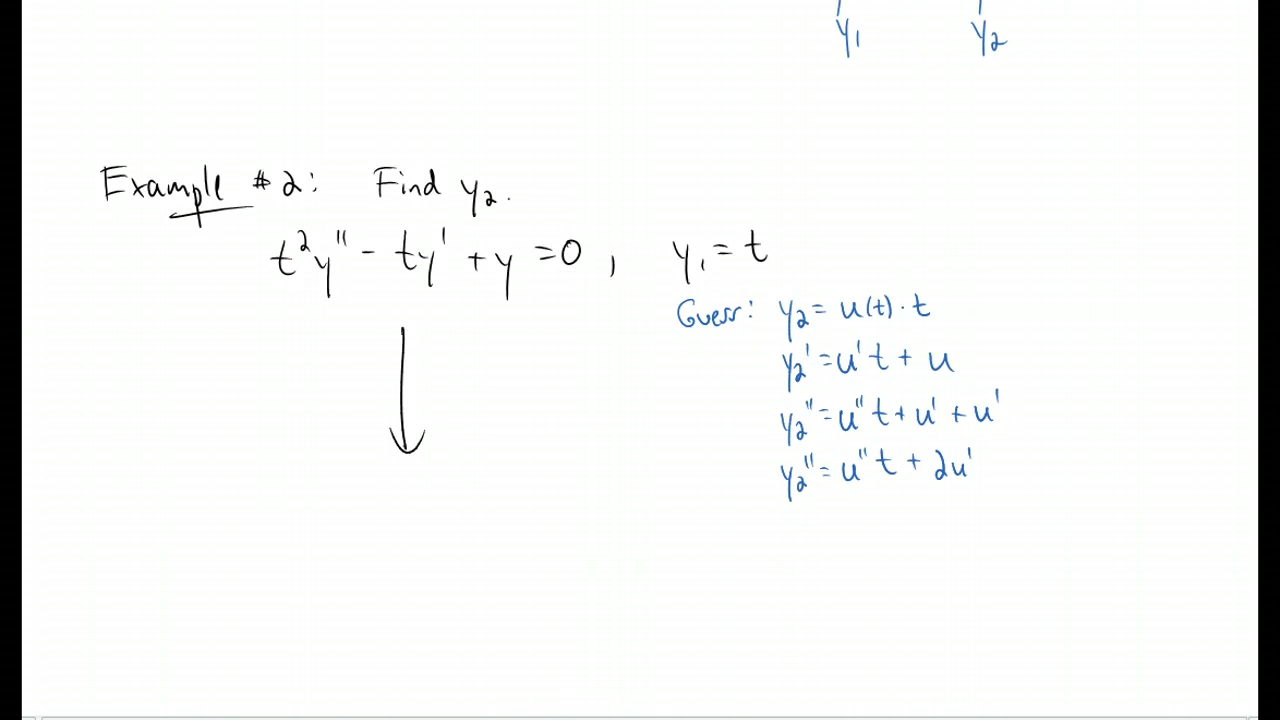 y₁ y₂
Example #2: Find y₂.
t²y'' - ty' + y = 0, y₁ = t
Guess: y₂ = u(t)·t
y₂' = u't + u
y₂'' = u''t + u' + u'
y₂'' = u''t + 2u'